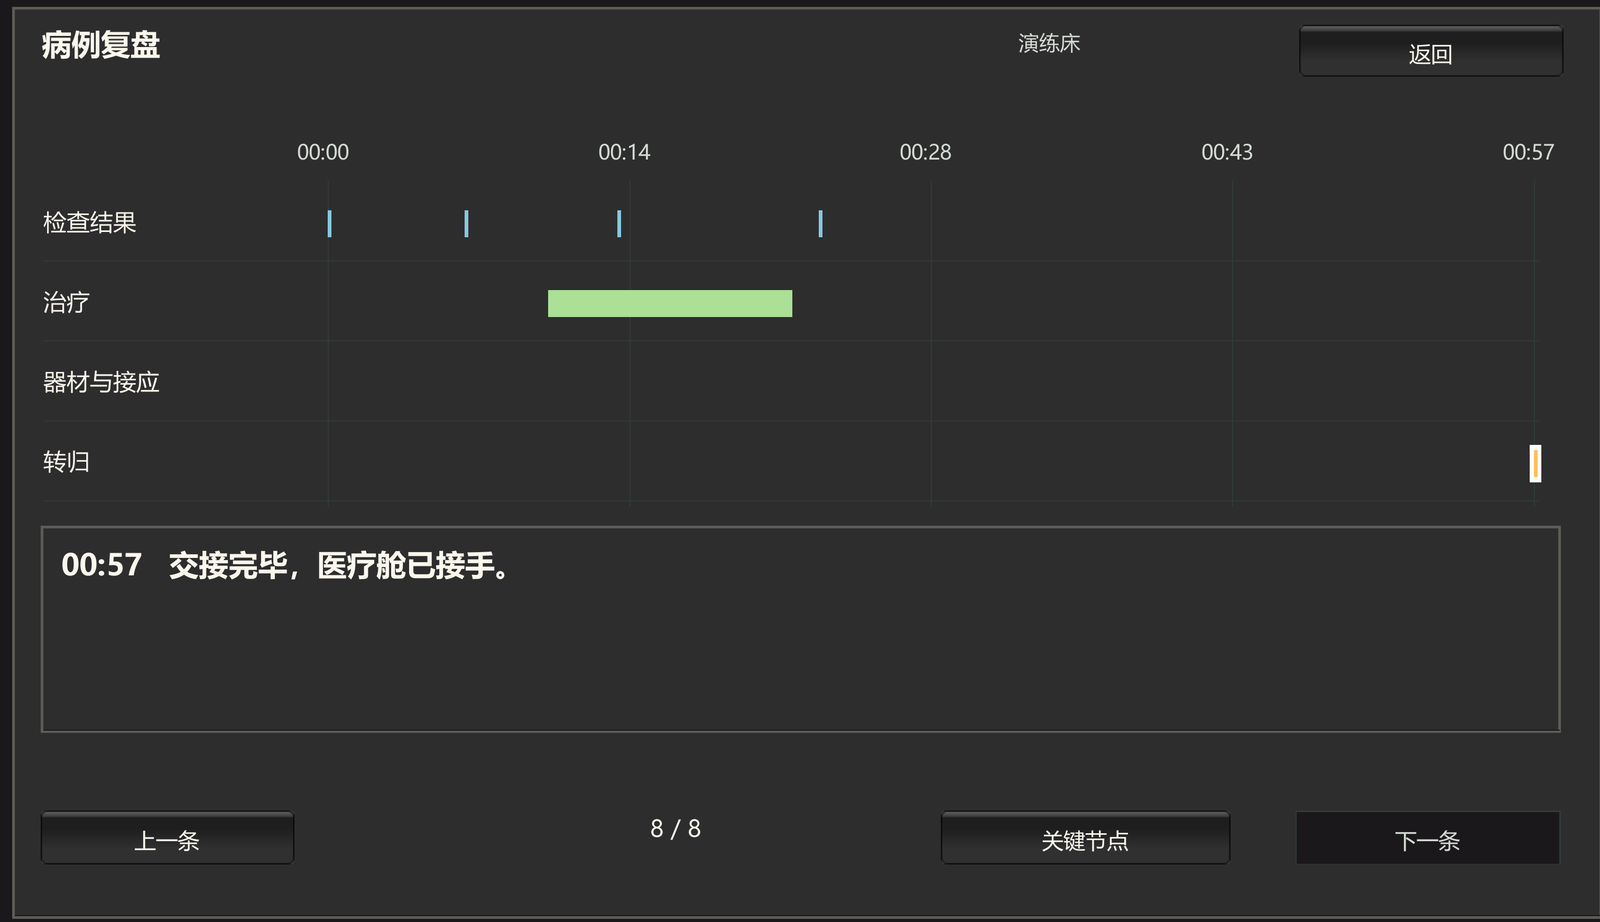 病例复盘
演练床
返回
00:00 00:14 00:28 00:43 00:57
检查结果
治疗
器材与接应
转归
00:57 交接完毕，医疗舱已接手。
上一条
8 / 8
关键节点
下一条